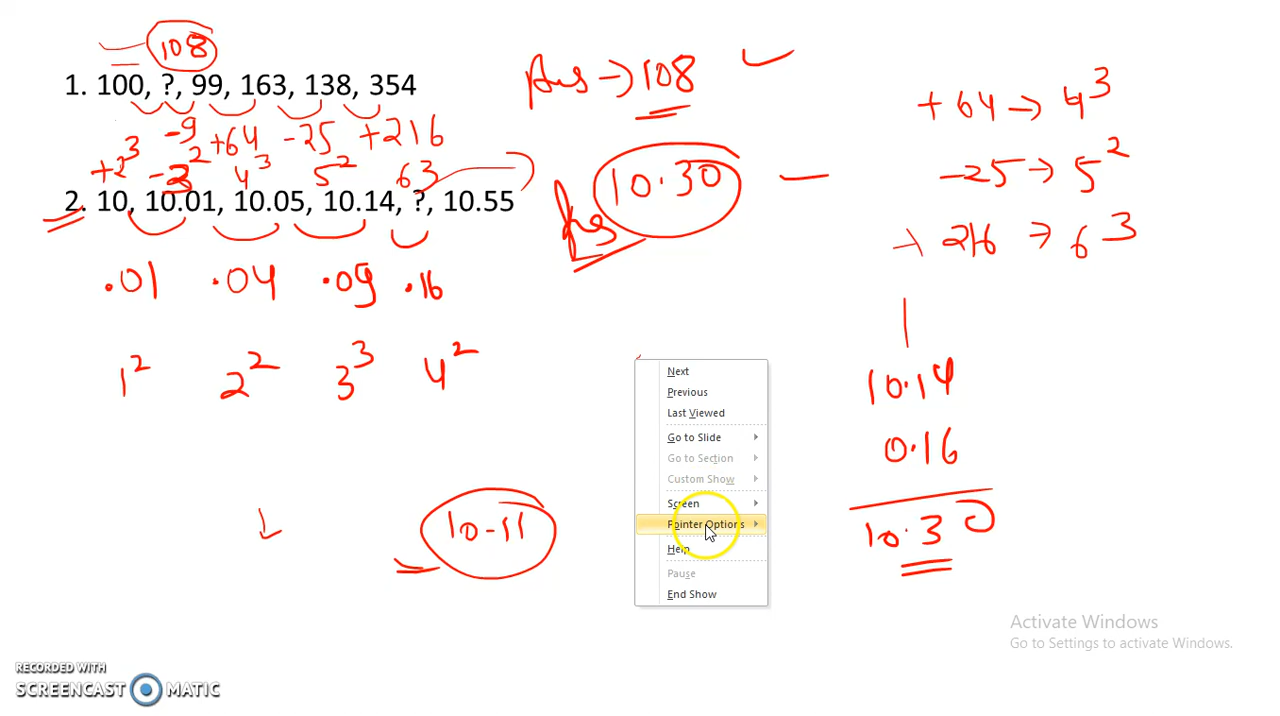 108
1. 100, ?, 99, 163, 138, 354
Ans → 108
-9 +64 -25 +216
+2³ -3² 4³ 5² 6³
+64 → 4³
-25 → 5²
216 → 6³
2. 10, 10.01, 10.05, 10.14, ?, 10.55
Ans 10.30
.01 .04 .09 .16
1² 2² 3³ 4²
10.14
0.16
10.30
10-11
Next
Previous
Last Viewed
Go to Slide
Go to Section
Custom Show
Screen
Pointer Options
Help
Pause
End Show
Activate Windows
Go to Settings to activate Windows.
RECORDED WITH
SCREENCAST MATIC